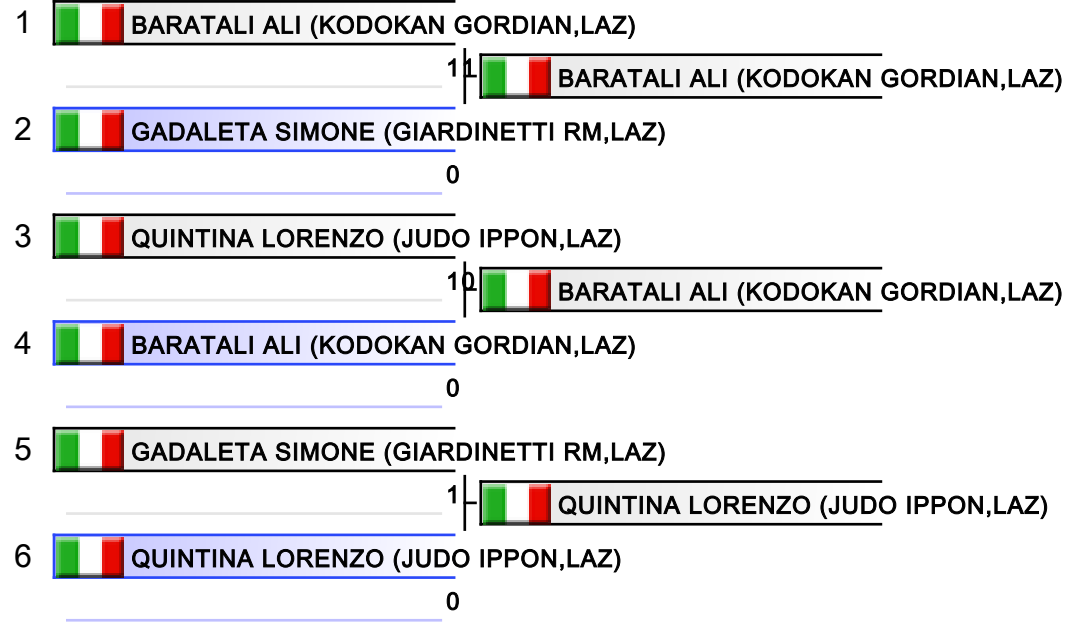 1 BARATALI ALI (KODOKAN GORDIAN,LAZ)
11 BARATALI ALI (KODOKAN GORDIAN,LAZ)
2 GADALETA SIMONE (GIARDINETTI RM,LAZ)
0
3 QUINTINA LORENZO (JUDO IPPON,LAZ)
10 BARATALI ALI (KODOKAN GORDIAN,LAZ)
4 BARATALI ALI (KODOKAN GORDIAN,LAZ)
0
5 GADALETA SIMONE (GIARDINETTI RM,LAZ)
1 QUINTINA LORENZO (JUDO IPPON,LAZ)
6 QUINTINA LORENZO (JUDO IPPON,LAZ)
0